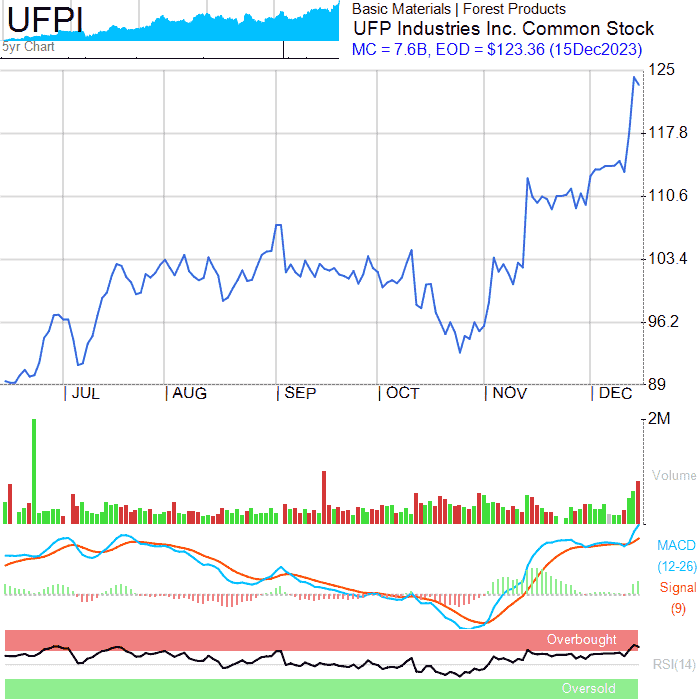 UFPI
5yr Chart
Basic Materials | Forest Products
UFP Industries Inc. Common Stock
MC = 7.6B, EOD = $123.36 (15Dec2023)
125
117.8
110.6
103.4
96.2
89
JUL
AUG
SEP
OCT
NOV
DEC
2M
Volume
MACD
(12-26)
Signal
(9)
Overbought
RSI(14)
Oversold